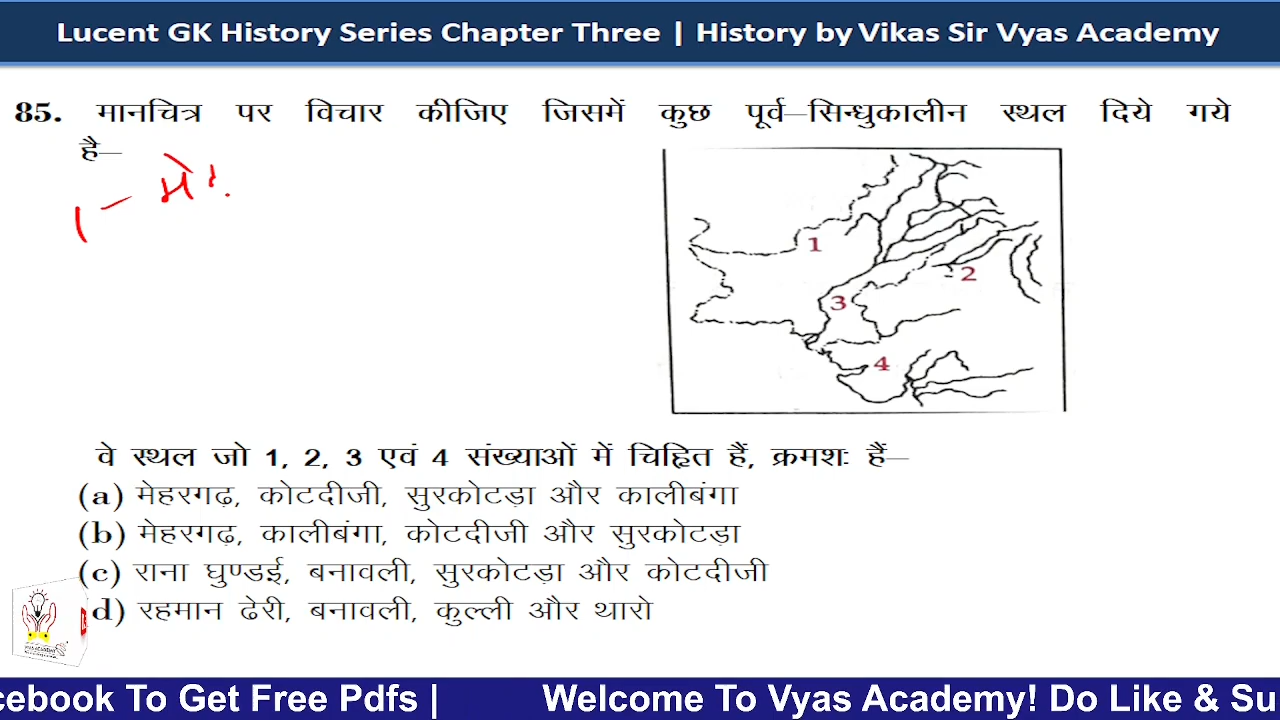 Lucent GK History Series Chapter Three | History by Vikas Sir Vyas Academy
85. मानचित्र पर विचार कीजिए जिसमें कुछ पूर्व–सिन्धुकालीन स्थल दिये गये
है–
1 – मे
1
2
3
4
वे स्थल जो 1, 2, 3 एवं 4 संख्याओं में चिह्नित हैं, क्रमशः हैं–
(a) मेहरगढ़, कोटदीजी, सुरकोटड़ा और कालीबंगा
(b) मेहरगढ़, कालीबंगा, कोटदीजी और सुरकोटड़ा
(c) राना घुण्डई, बनावली, सुरकोटड़ा और कोटदीजी
d) रहमान ढेरी, बनावली, कुल्ली और थारो
VYAS ACADEMY
cebook To Get Free Pdfs | Welcome To Vyas Academy! Do Like & Su